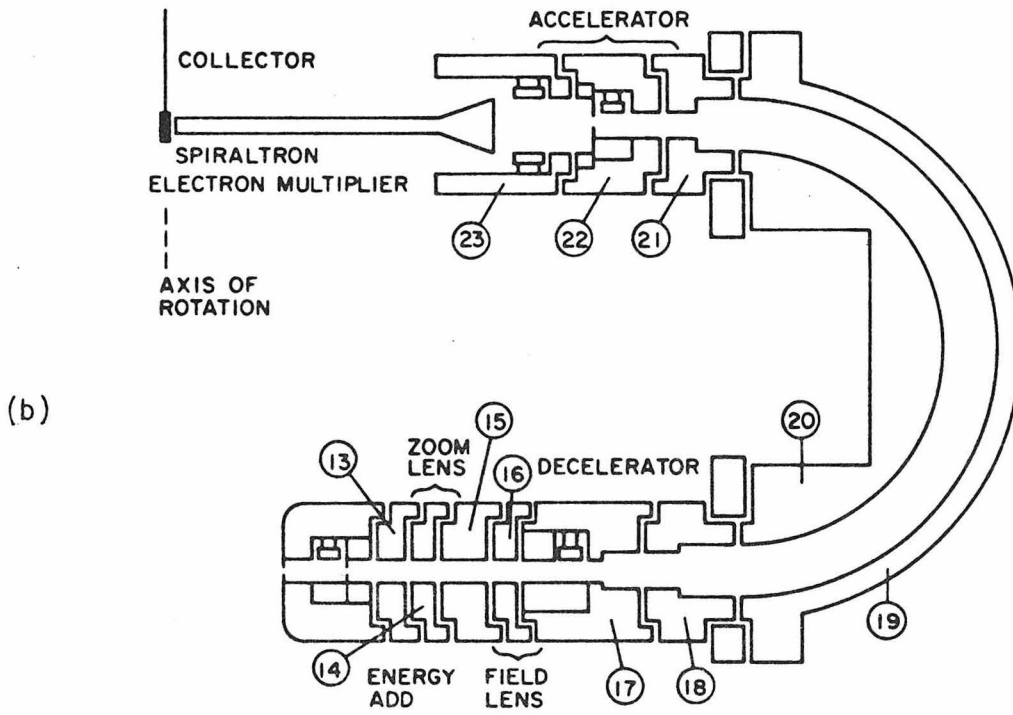 ACCELERATOR
COLLECTOR
SPIRALTRON
ELECTRON MULTIPLIER
23
22
21
AXIS OF
ROTATION
(b)
15
20
13
ZOOM
LENS
16
DECELERATOR
19
14
ENERGY
ADD
FIELD
LENS
17
18